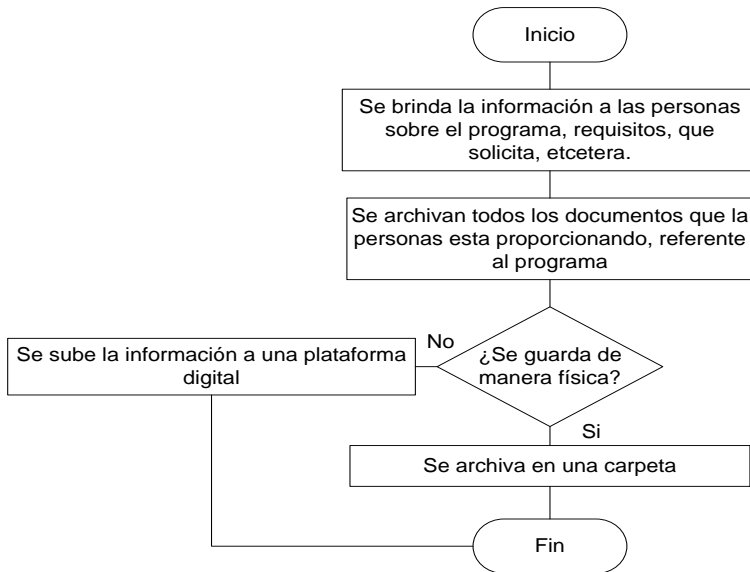 Inicio
Se brinda la información a las personas
sobre el programa, requisitos, que
solicita, etcetera.
Se archivan todos los documentos que la
personas esta proporcionando, referente
al programa
No
¿Se guarda de
manera física?
Se sube la información a una plataforma
digital
Si
Se archiva en una carpeta
Fin